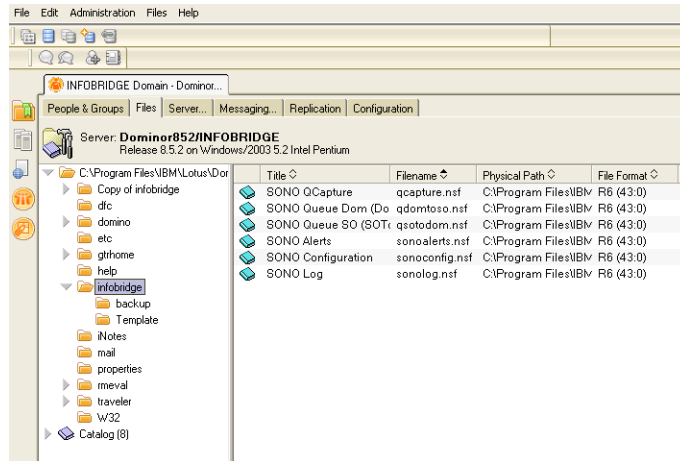 File Edit Administration Files Help
INFOBRIDGE Domain - Dominor...
People & Groups Files Server... Messaging... Replication Configuration
Server: Dominor852/INFOBRIDGE
Release 8.5.2 on Windows/2003 5.2 Intel Pentium
C:\Program Files\IBM\Lotus\Dor
Copy of infobridge
dfc
domino
etc
gtrhome
help
infobridge
backup
Template
iNotes
mail
properties
rmeval
traveler
W32
Catalog (8)
Title Filename Physical Path File Format
SONO QCapture qcapture.nsf C:\Program Files\IBM R6 (43:0)
SONO Queue Dom (Do qdomtoso.nsf C:\Program Files\IBM R6 (43:0)
SONO Queue SO (SOTo qsotodom.nsf C:\Program Files\IBM R6 (43:0)
SONO Alerts sonoalerts.nsf C:\Program Files\IBM R6 (43:0)
SONO Configuration sonoconfig.nsf C:\Program Files\IBM R6 (43:0)
SONO Log sonolog.nsf C:\Program Files\IBM R6 (43:0)